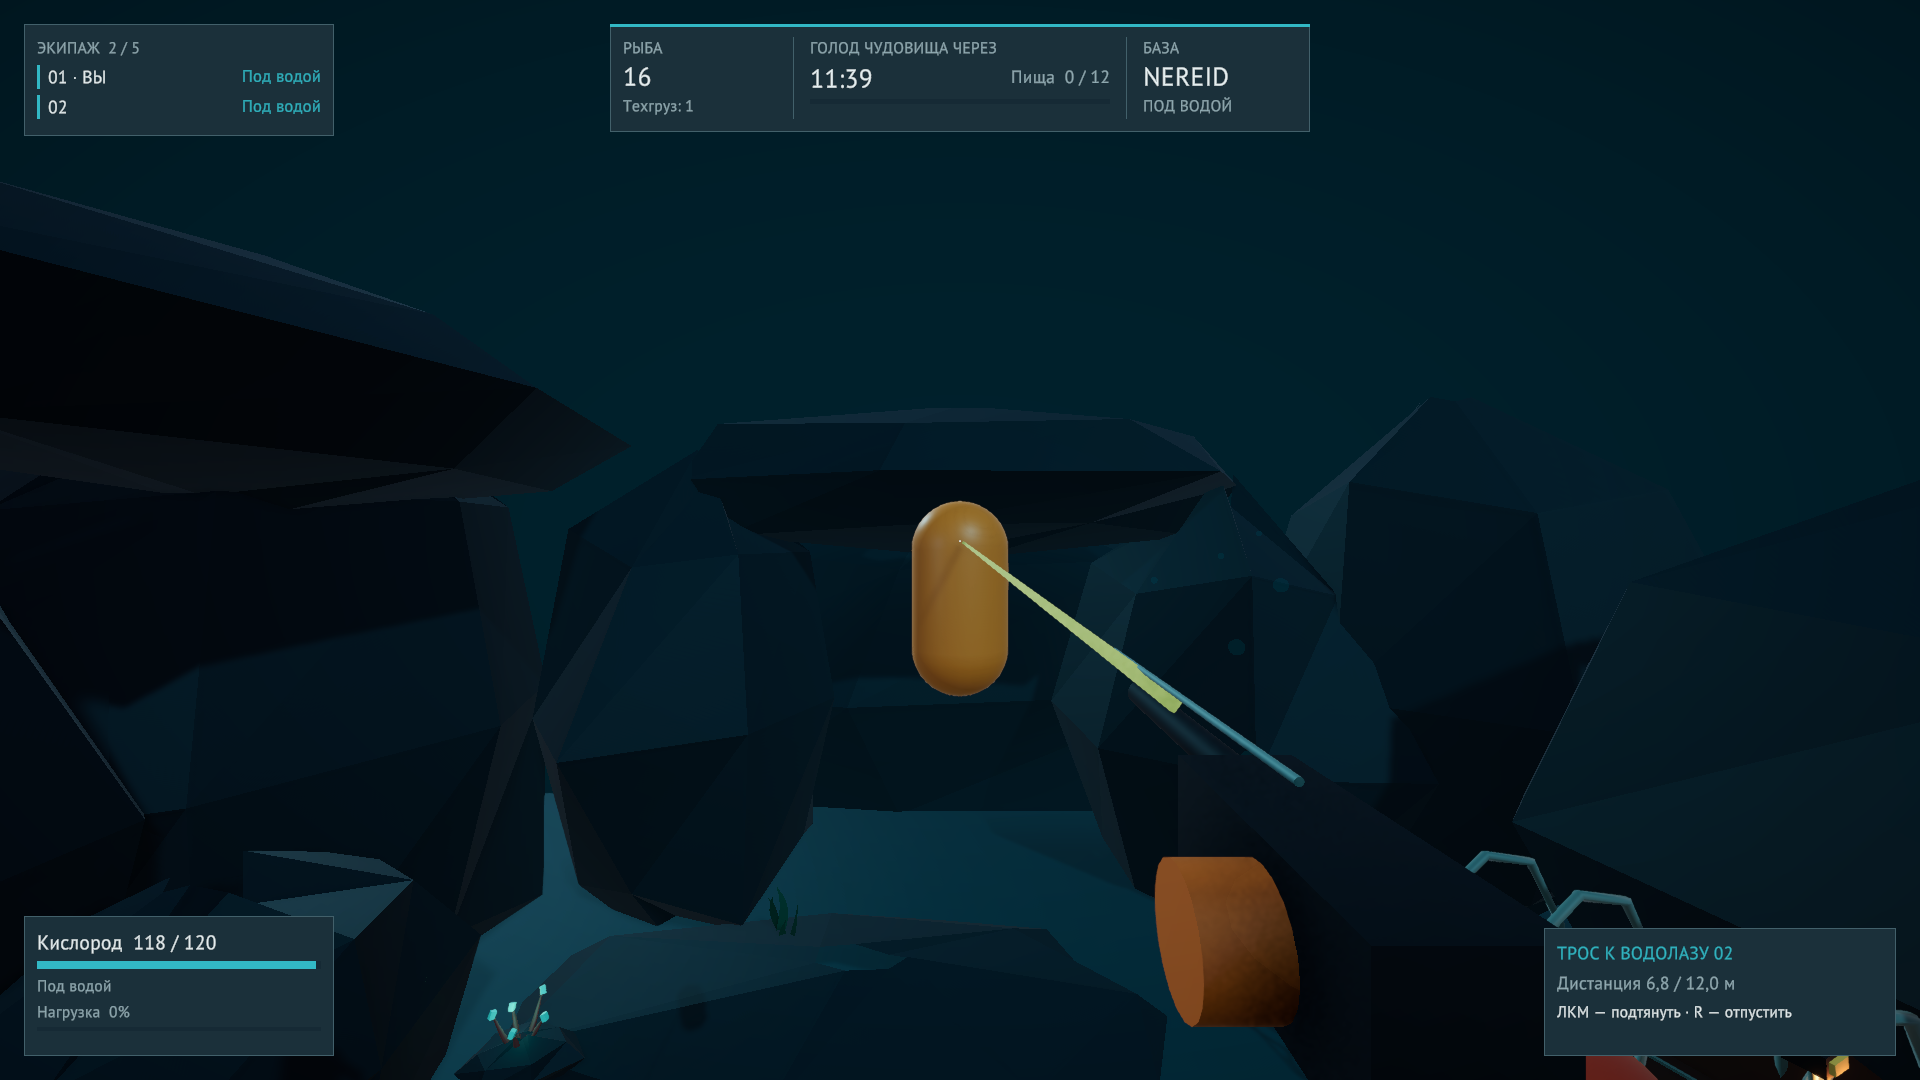 ЭКИПАЖ 2 / 5
01 · ВЫ Под водой
02 Под водой
РЫБА
16
Техгруз: 1
ГОЛОД ЧУДОВИЩА ЧЕРЕЗ
11:39 Пища 0 / 12
БАЗА
NEREID
ПОД ВОДОЙ
Кислород 118 / 120
Под водой
Нагрузка 0%
ТРОС К ВОДОЛАЗУ 02
Дистанция 6,8 / 12,0 м
ЛКМ — подтянуть · R — отпустить